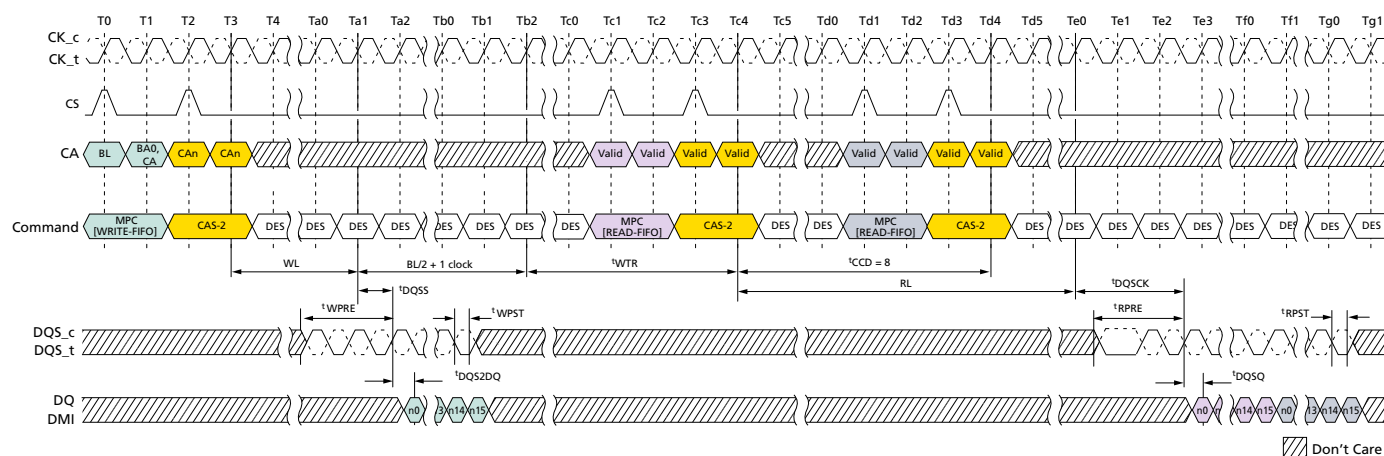 T0 T1 T2 T3 T4 Ta0 Ta1 Ta2 Tb0 Tb1 Tb2 Tc0 Tc1 Tc2 Tc3 Tc4 Tc5 Td0 Td1 Td2 Td3 Td4 Td5 Te0 Te1 Te2 Te3 Tf0 Tf1 Tg0 Tg1
CK_c
CK_t
CS
CA BL BA0, CA CAn CAn Valid Valid Valid Valid Valid Valid Valid Valid
Command MPC [WRITE-FIFO] CAS-2 DES DES DES DES DES DES DES DES MPC [READ-FIFO] CAS-2 DES DES MPC [READ-FIFO] CAS-2 DES DES DES DES DES DES DES DES DES
WL BL/2 + 1 clock tWTR tCCD = 8
RL tDQSCK
tDQSS
tWPRE tWPST tRPRE tRPST
DQS_c
DQS_t
tDQS2DQ tDQSQ
DQ
DMI
n0 3 n14 n15 n0 n n14 n15 n0 13 n14 n15
Don't Care